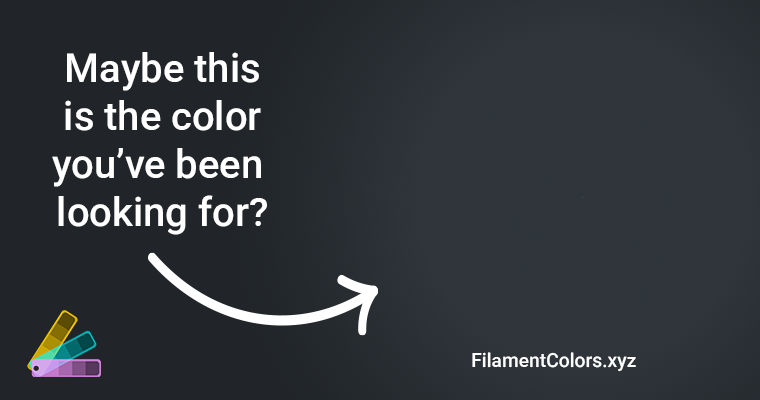 Maybe this
is the color
you’ve been
looking for?
FilamentColors.xyz